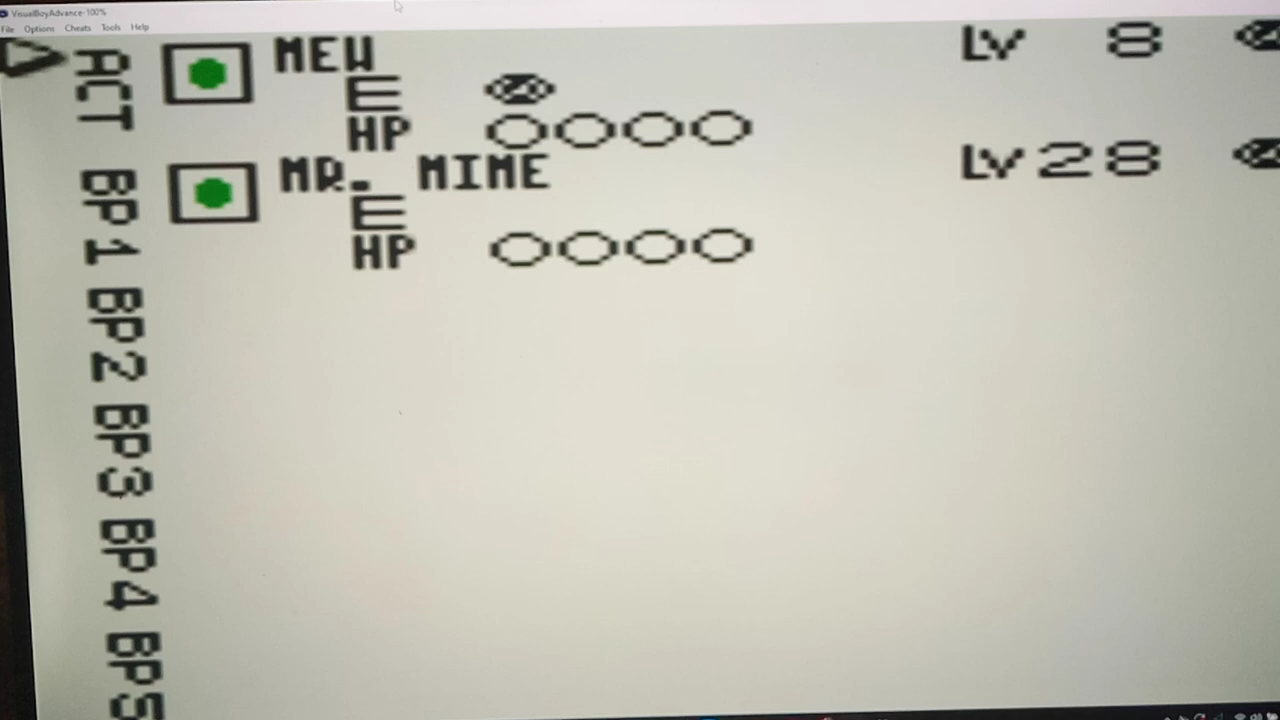 VisualBoyAdvance-100%
File Options Cheats Tools Help
ACT MEW Lv 8
E
HP
BP1 MR. MIME Lv28
E
HP
BP2
BP3
BP4
BP5